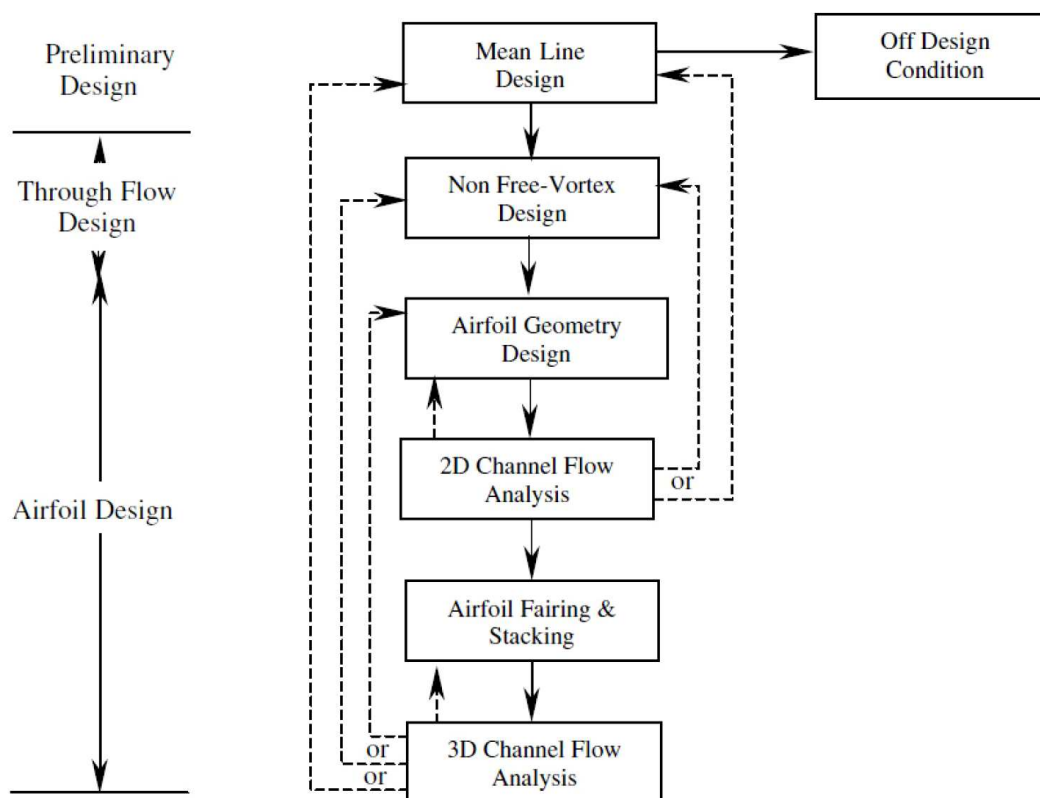 Preliminary
Design
Mean Line
Design
Off Design
Condition
Through Flow
Design
Non Free-Vortex
Design
Airfoil Geometry
Design
2D Channel Flow
Analysis
or
Airfoil Design
Airfoil Fairing &
Stacking
3D Channel Flow
Analysis
or
or